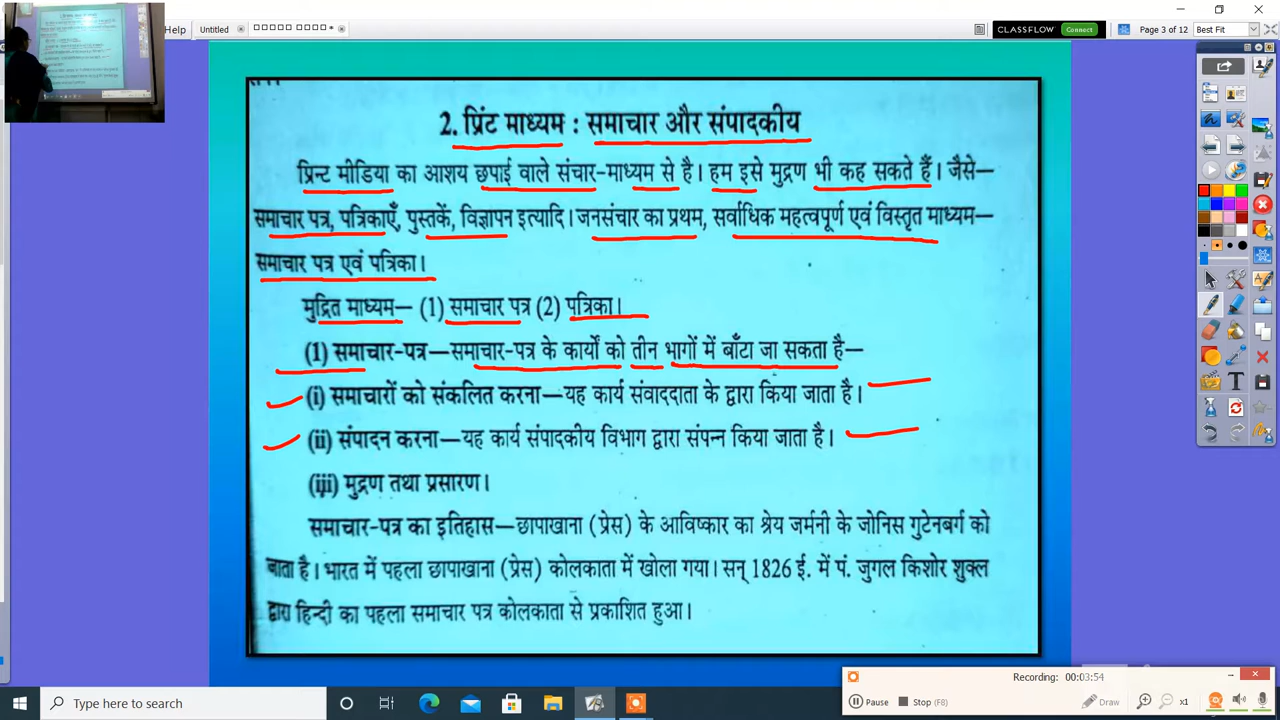 Help
Untitled
CLASSFLOW Connect
Page 3 of 12
Best Fit
2. प्रिंट माध्यम : समाचार और संपादकीय
प्रिन्ट मीडिया का आशय छपाई वाले संचार-माध्यम से है। हम इसे मुद्रण भी कह सकते हैं। जैसे—
समाचार पत्र, पत्रिकाएँ, पुस्तकें, विज्ञापन इत्यादि। जनसंचार का प्रथम, सर्वाधिक महत्वपूर्ण एवं विस्तृत माध्यम—
समाचार पत्र एवं पत्रिका।
मुद्रित माध्यम— (1) समाचार पत्र (2) पत्रिका।
(1) समाचार-पत्र—समाचार-पत्र के कार्यों को तीन भागों में बाँटा जा सकता है—
(i) समाचारों को संकलित करना—यह कार्य संवाददाता के द्वारा किया जाता है।
(ii) संपादन करना—यह कार्य संपादकीय विभाग द्वारा संपन्न किया जाता है।
(iii) मुद्रण तथा प्रसारण।
समाचार-पत्र का इतिहास—छापाखाना (प्रेस) के आविष्कार का श्रेय जर्मनी के जोनिस गुटेनबर्ग को
जाता है। भारत में पहला छापाखाना (प्रेस) कोलकाता में खोला गया। सन् 1826 ई. में पं. जुगल किशोर शुक्ल
द्वारा हिन्दी का पहला समाचार पत्र कोलकाता से प्रकाशित हुआ।
Recording: 00:03:54
Pause Stop (F8) Draw x1
Type here to search